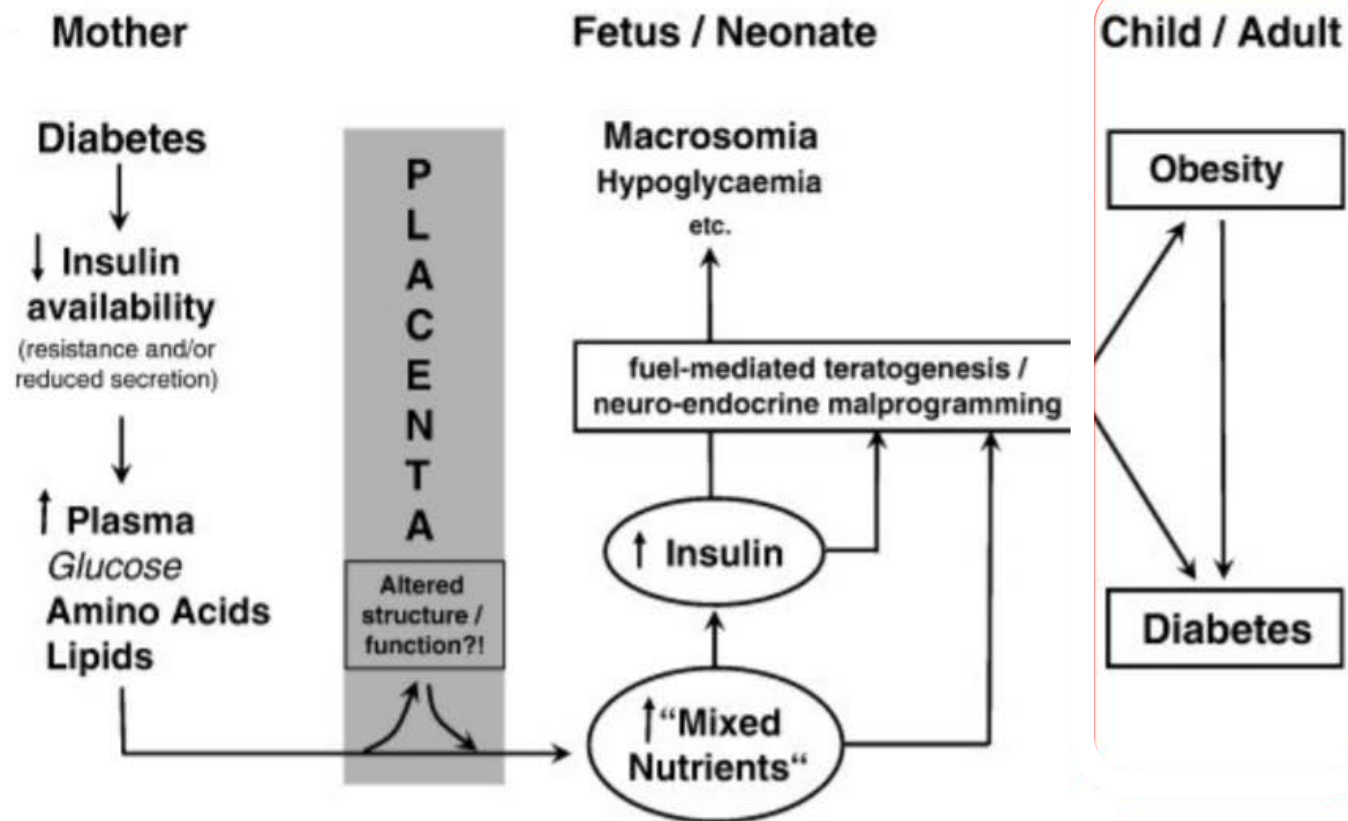 Mother
Diabetes
↓ Insulin
availability
(resistance and/or
reduced secretion)
↑ Plasma
Glucose
Amino Acids
Lipids
PLACENTA
Altered
structure /
function?!
Fetus / Neonate
Macrosomia
Hypoglycaemia
etc.
fuel-mediated teratogenesis /
neuro-endocrine malprogramming
↑ Insulin
↑“Mixed
Nutrients“
Child / Adult
Obesity
Diabetes